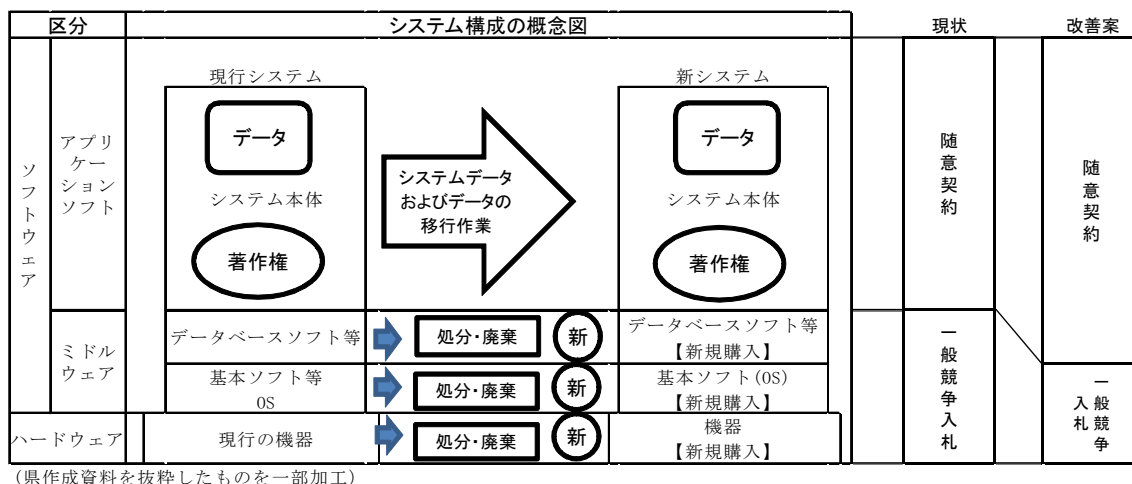 区分 システム構成の概念図 現状 改善案
ソフトウェア
アプリ
ケー
ション
ソフト
現行システム
データ
システム本体
著作権
システムデータ
およびデータの
移行作業
新システム
データ
システム本体
著作権
随意契約
随意契約
ミドル
ウェア
データベースソフト等
処分・廃棄
新
データベースソフト等
【新規購入】
基本ソフト等
OS
処分・廃棄
新
基本ソフト(OS)
【新規購入】
一般競争入札
一般競争
入札
ハードウェア
現行の機器
処分・廃棄
新
機器
【新規購入】
(県作成資料を抜粋したものを一部加工)